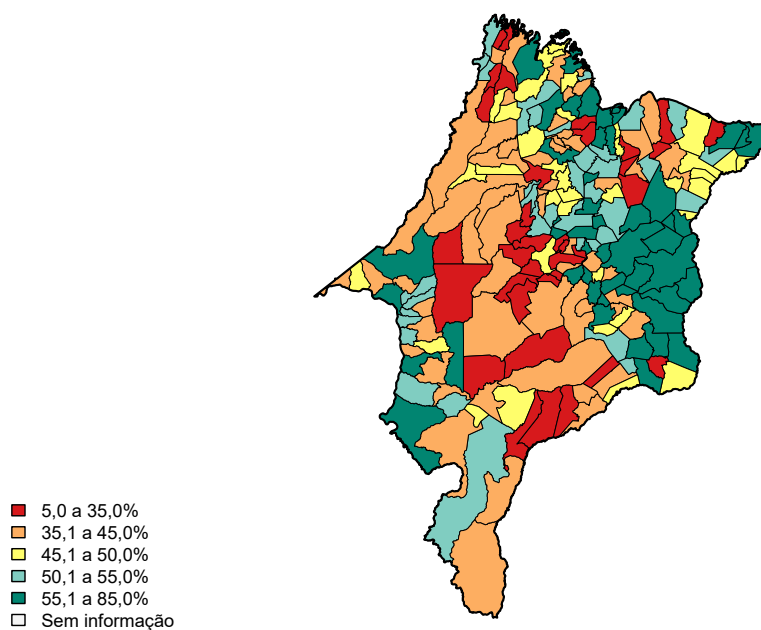 5,0 a 35,0%
35,1 a 45,0%
45,1 a 50,0%
50,1 a 55,0%
55,1 a 85,0%
Sem informação